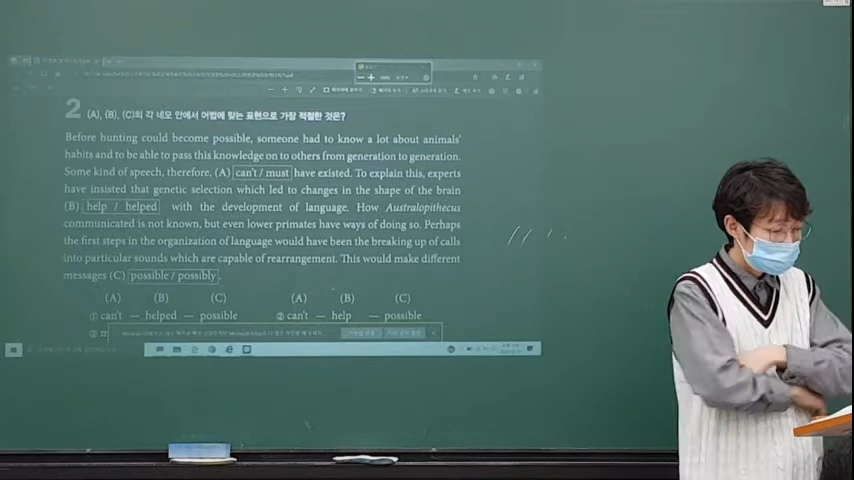 2 (A), (B), (C)의 각 네모 안에서 어법에 맞는 표현으로 가장 적절한 것은?
Before hunting could become possible, someone had to know a lot about animals'
habits and to be able to pass this knowledge on to others from generation to generation.
Some kind of speech, therefore, (A) can't / must have existed. To explain this, experts
have insisted that genetic selection which led to changes in the shape of the brain
(B) help / helped with the development of language. How Australopithecus
communicated is not known, but even lower primates have ways of doing so. Perhaps
the first steps in the organization of language would have been the breaking up of calls
into particular sounds which are capable of rearrangement. This would make different
messages (C) possible / possibly.
(A) (B) (C) (A) (B) (C)
① can't — helped — possible ② can't — help — possible
③